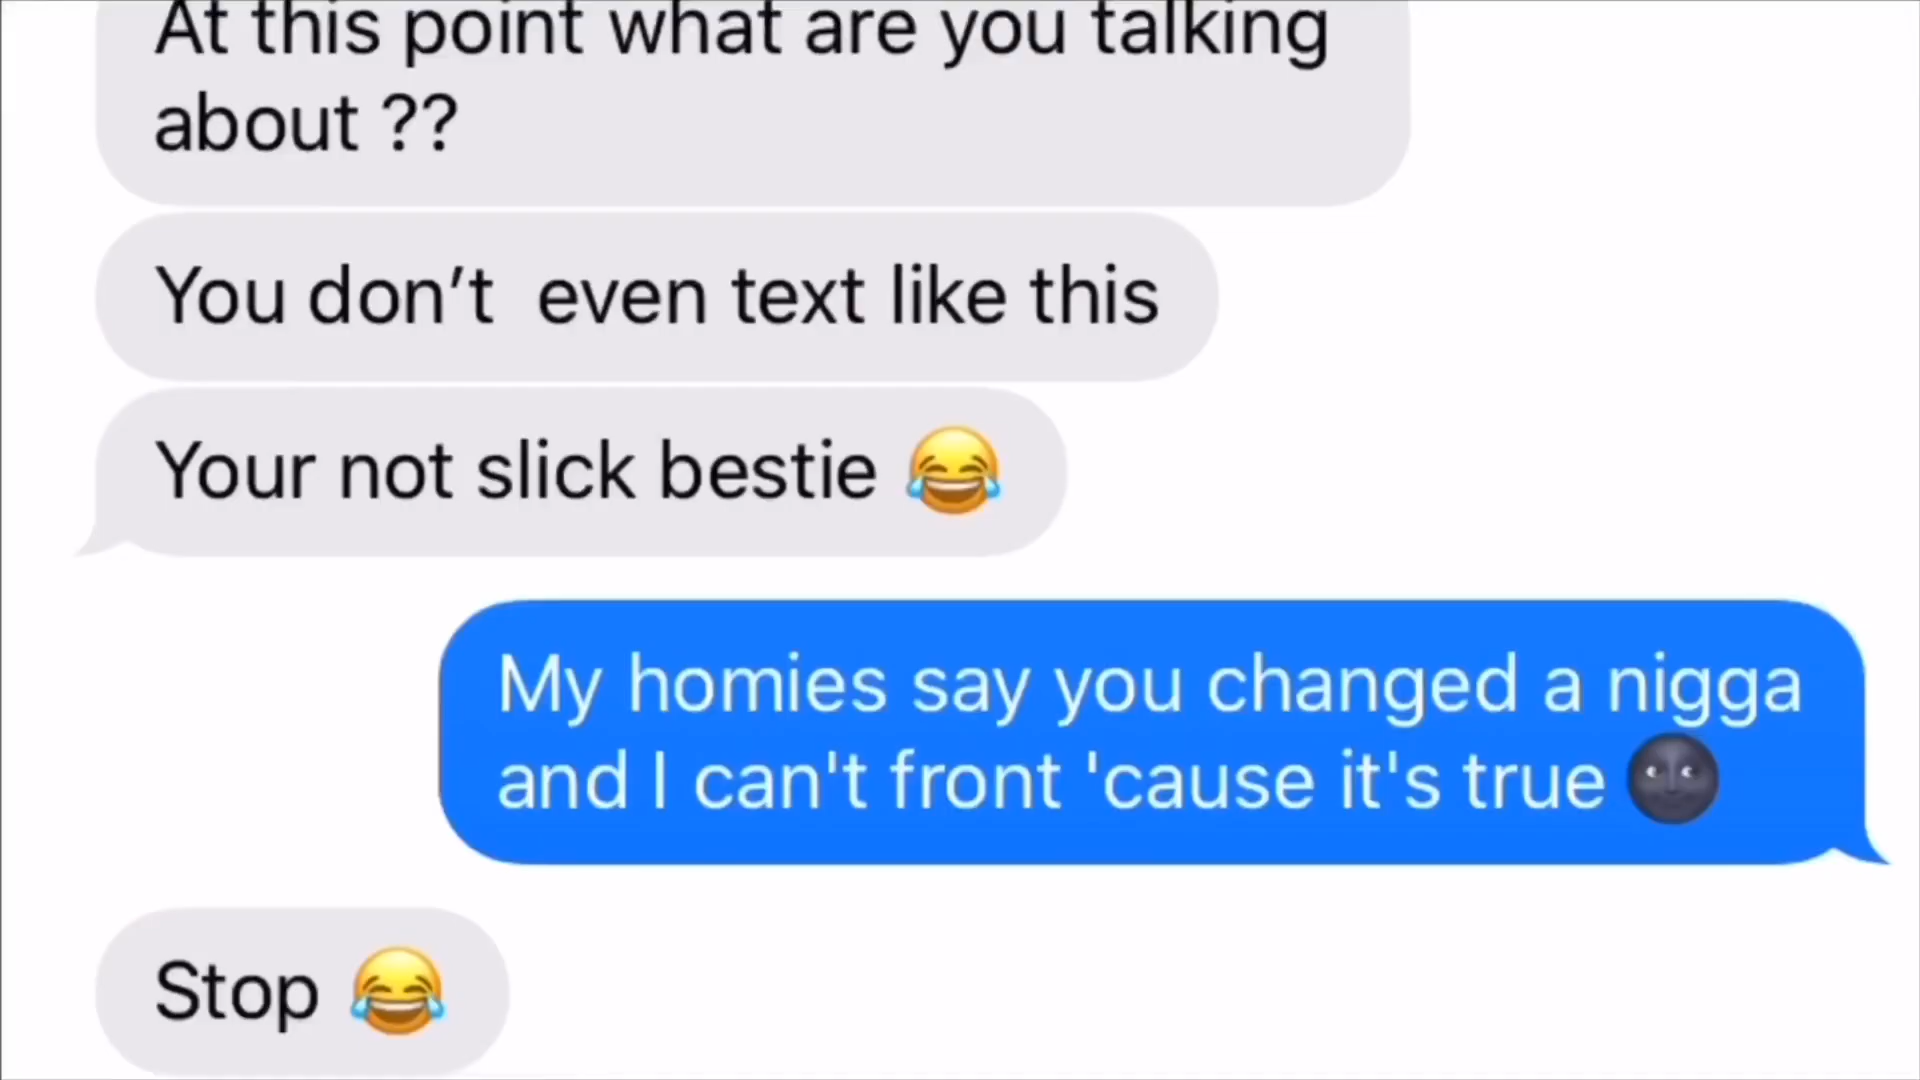 At this point what are you talking
about ??
You don’t  even text like this
Your not slick bestie 😂
My homies say you changed a nigga
and I can't front 'cause it's true 🌚
Stop 😂